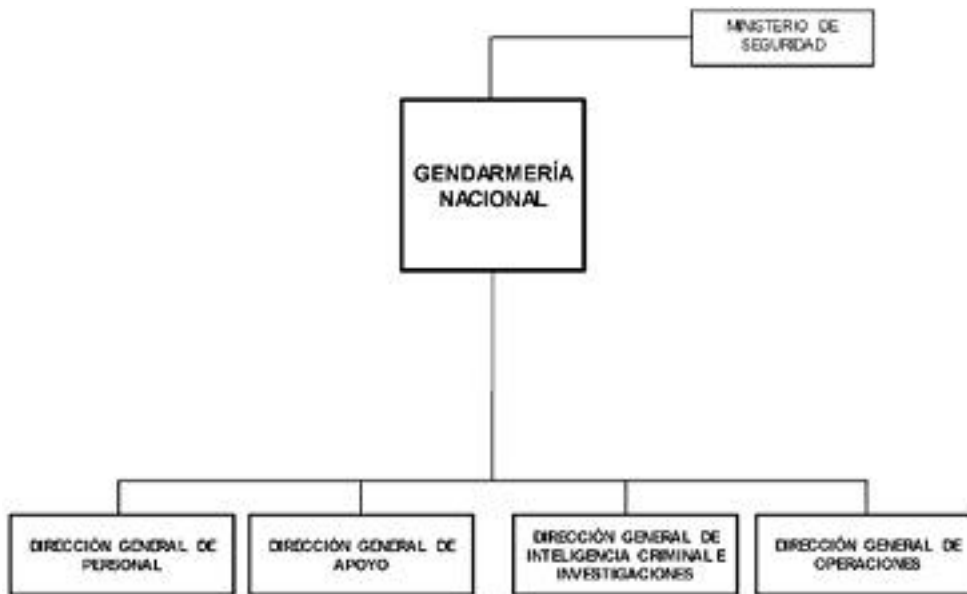 MINISTERIO DE
SEGURIDAD
GENDARMERÍA
NACIONAL
DIRECCIÓN GENERAL DE
PERSONAL
DIRECCIÓN GENERAL DE
APOYO
DIRECCIÓN GENERAL DE
INTELIGENCIA CRIMINAL E
INVESTIGACIONES
DIRECCIÓN GENERAL DE
OPERACIONES